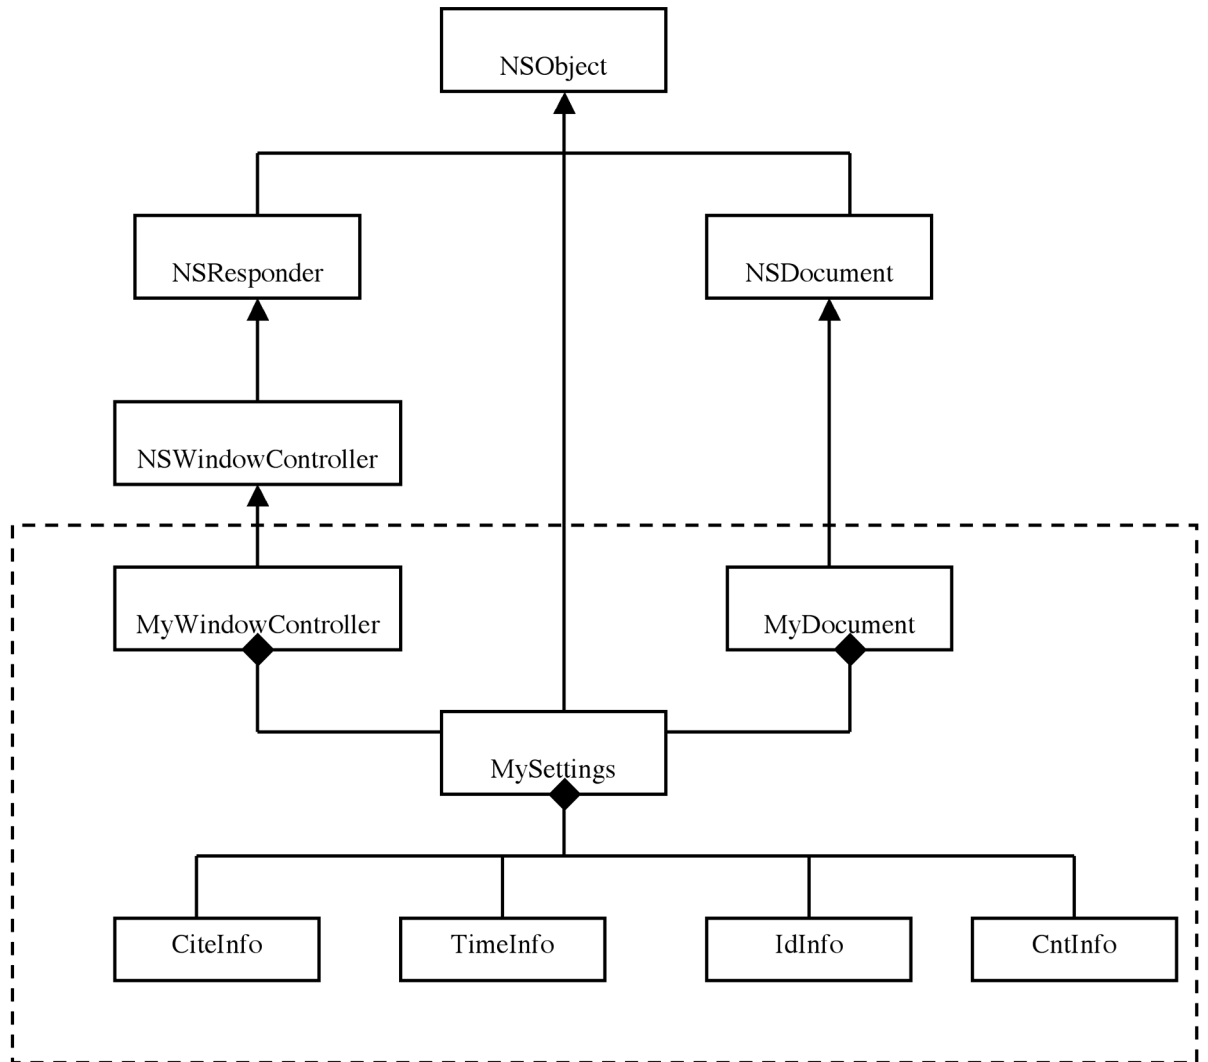 NSObject
NSResponder
NSDocument
NSWindowController
MyWindowController
MyDocument
MySettings
CiteInfo
TimeInfo
IdInfo
CntInfo